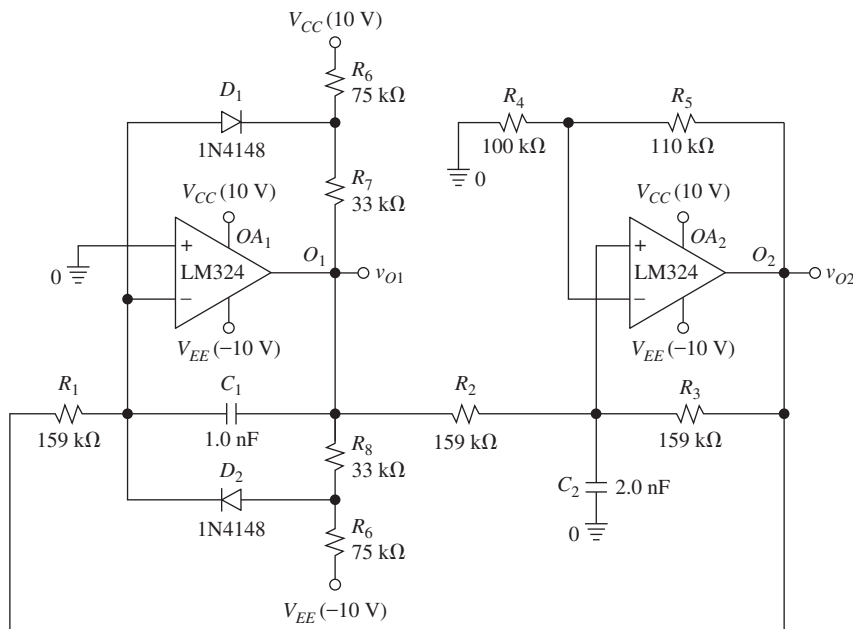 V_CC (10 V)
R_6
75 kΩ
D_1
1N4148
R_7
33 kΩ
V_CC (10 V)
+
OA_1
LM324
−
0
O_1
v_O1
V_EE (−10 V)
R_1
159 kΩ
C_1
1.0 nF
R_8
33 kΩ
D_2
1N4148
R_6
75 kΩ
V_EE (−10 V)
R_4
100 kΩ
0
R_5
110 kΩ
V_CC (10 V)
+
OA_2
LM324
−
O_2
v_O2
V_EE (−10 V)
R_2
159 kΩ
R_3
159 kΩ
C_2
2.0 nF
0